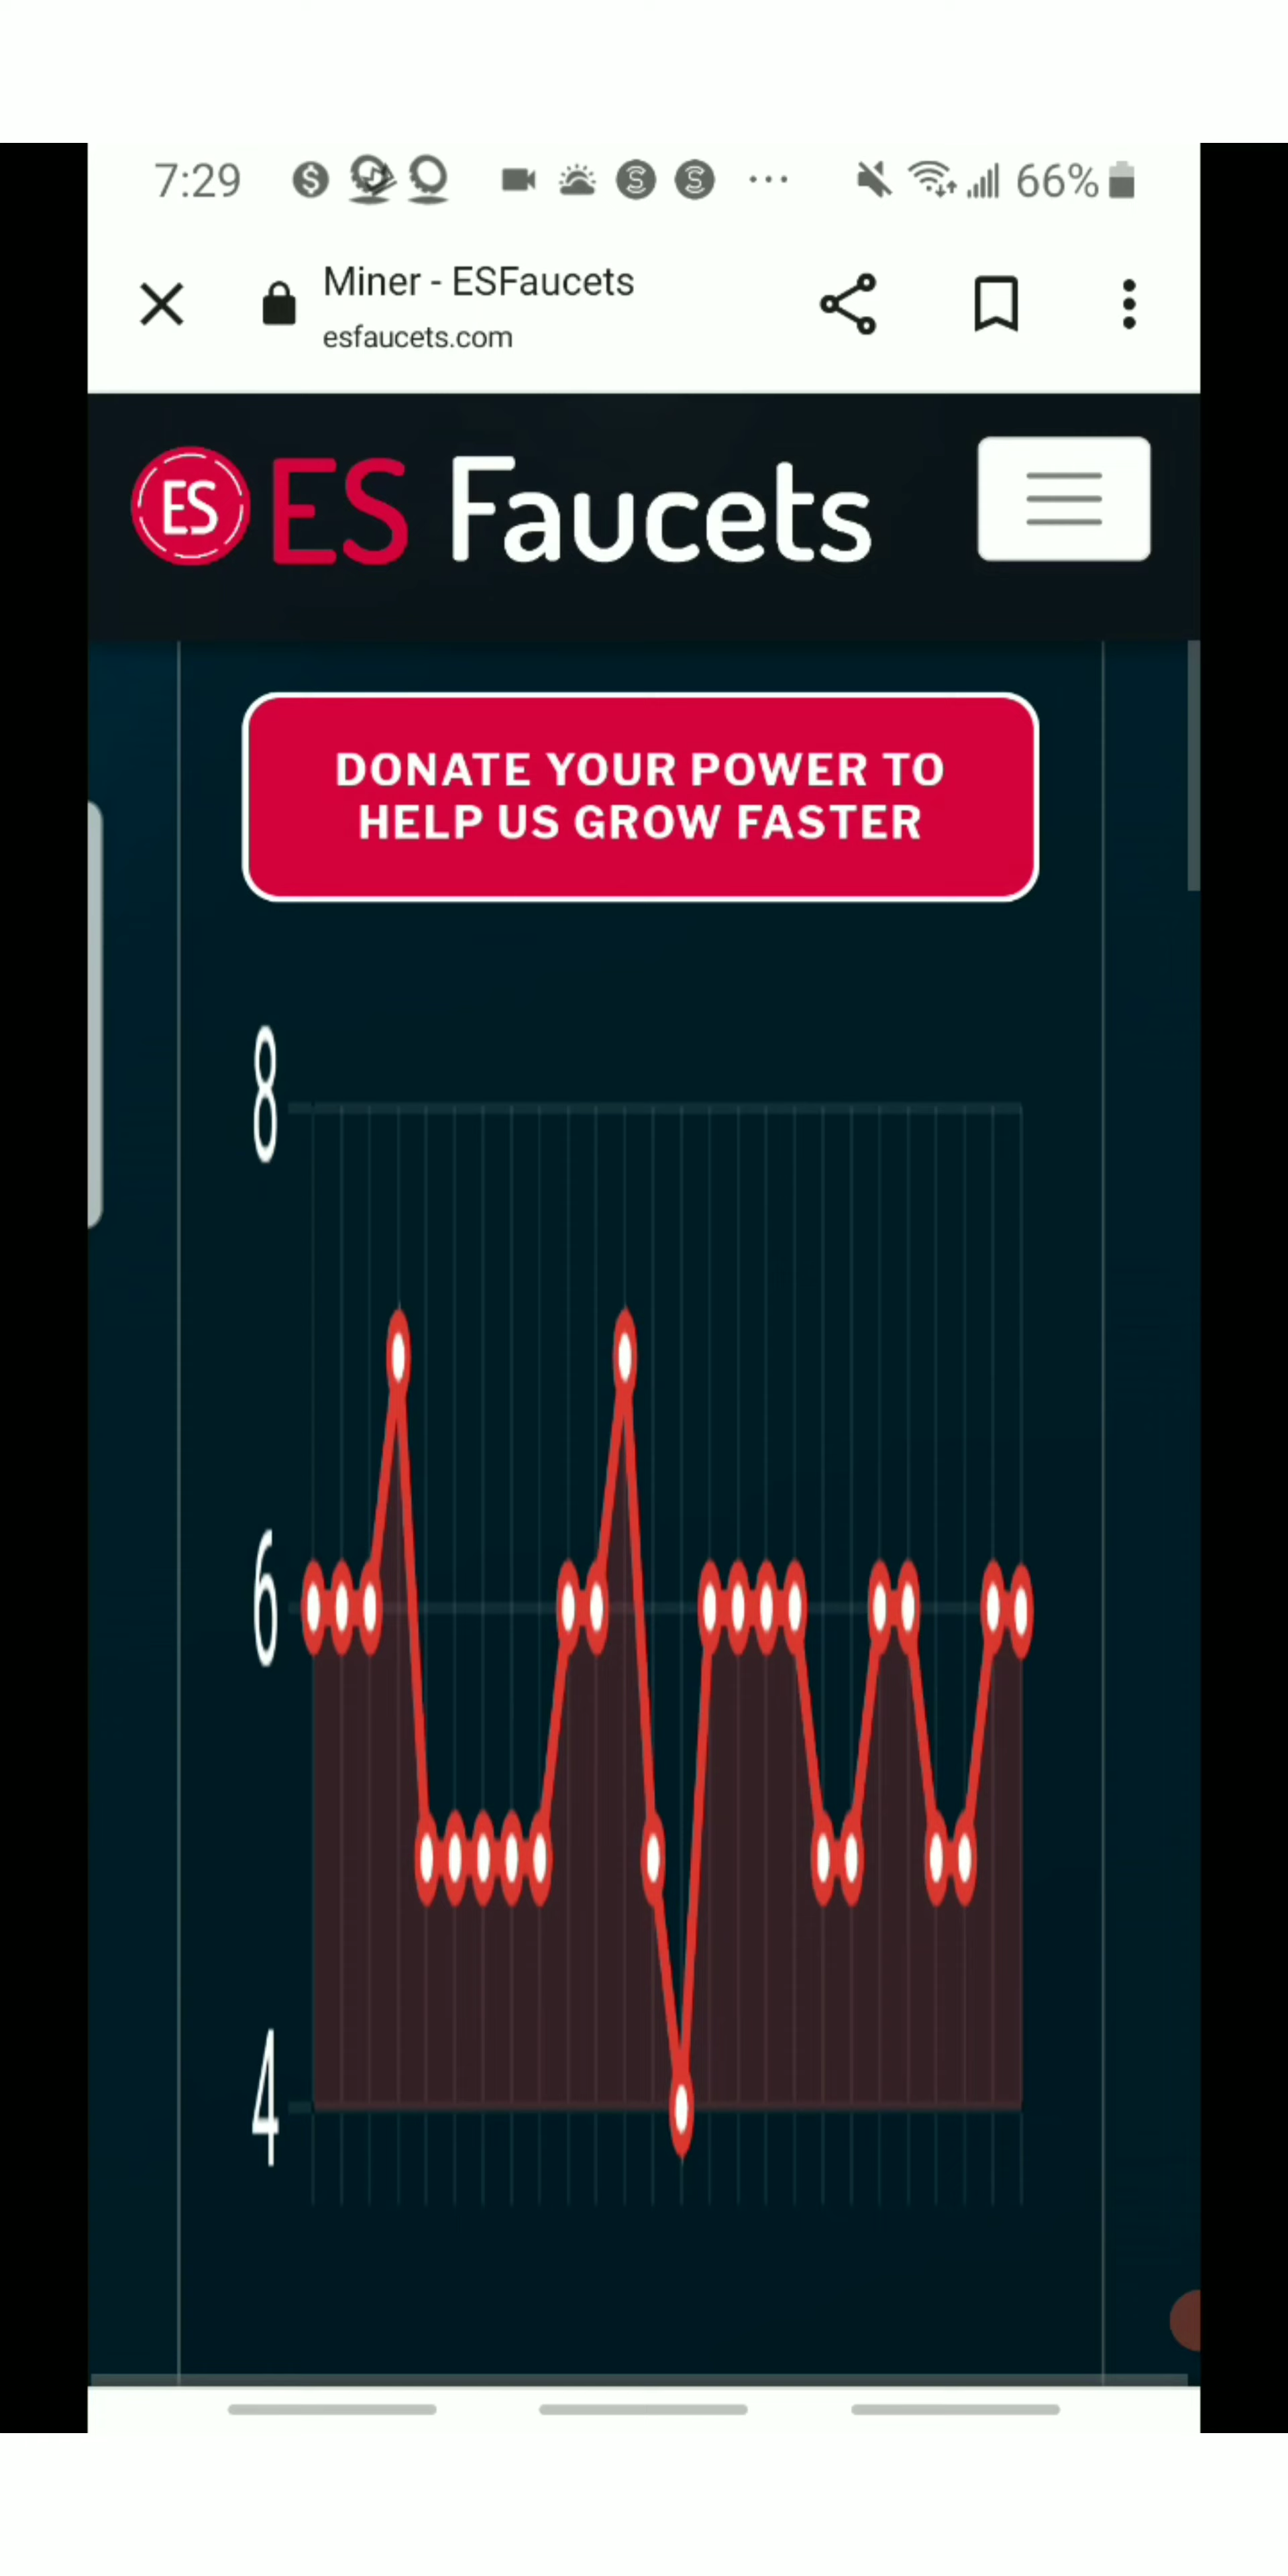 7:29 66%
Miner - ESFaucets
esfaucets.com
ES ES Faucets
DONATE YOUR POWER TO
HELP US GROW FASTER
8
6
4